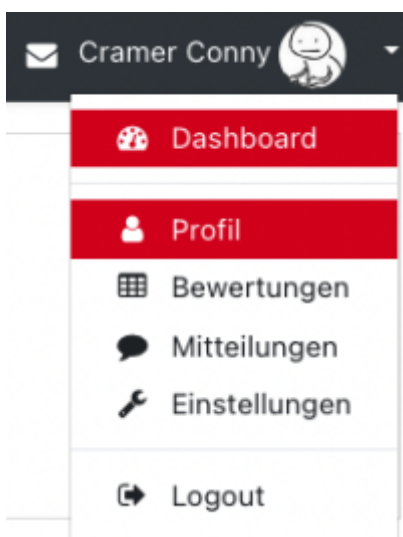 Cramer Conny
Dashboard
Profil
Bewertungen
Mitteilungen
Einstellungen
Logout